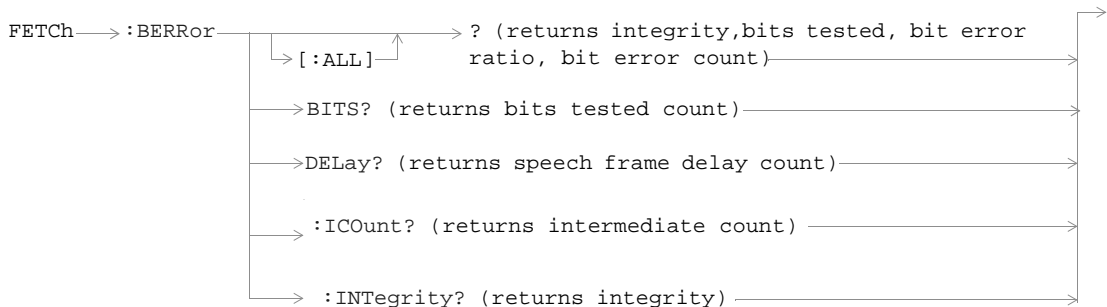 FETCh :BERRor ? (returns integrity,bits tested, bit error
[:ALL] ratio, bit error count)
BITS? (returns bits tested count)
DELay? (returns speech frame delay count)
:ICOunt? (returns intermediate count)
:INTegrity? (returns integrity)